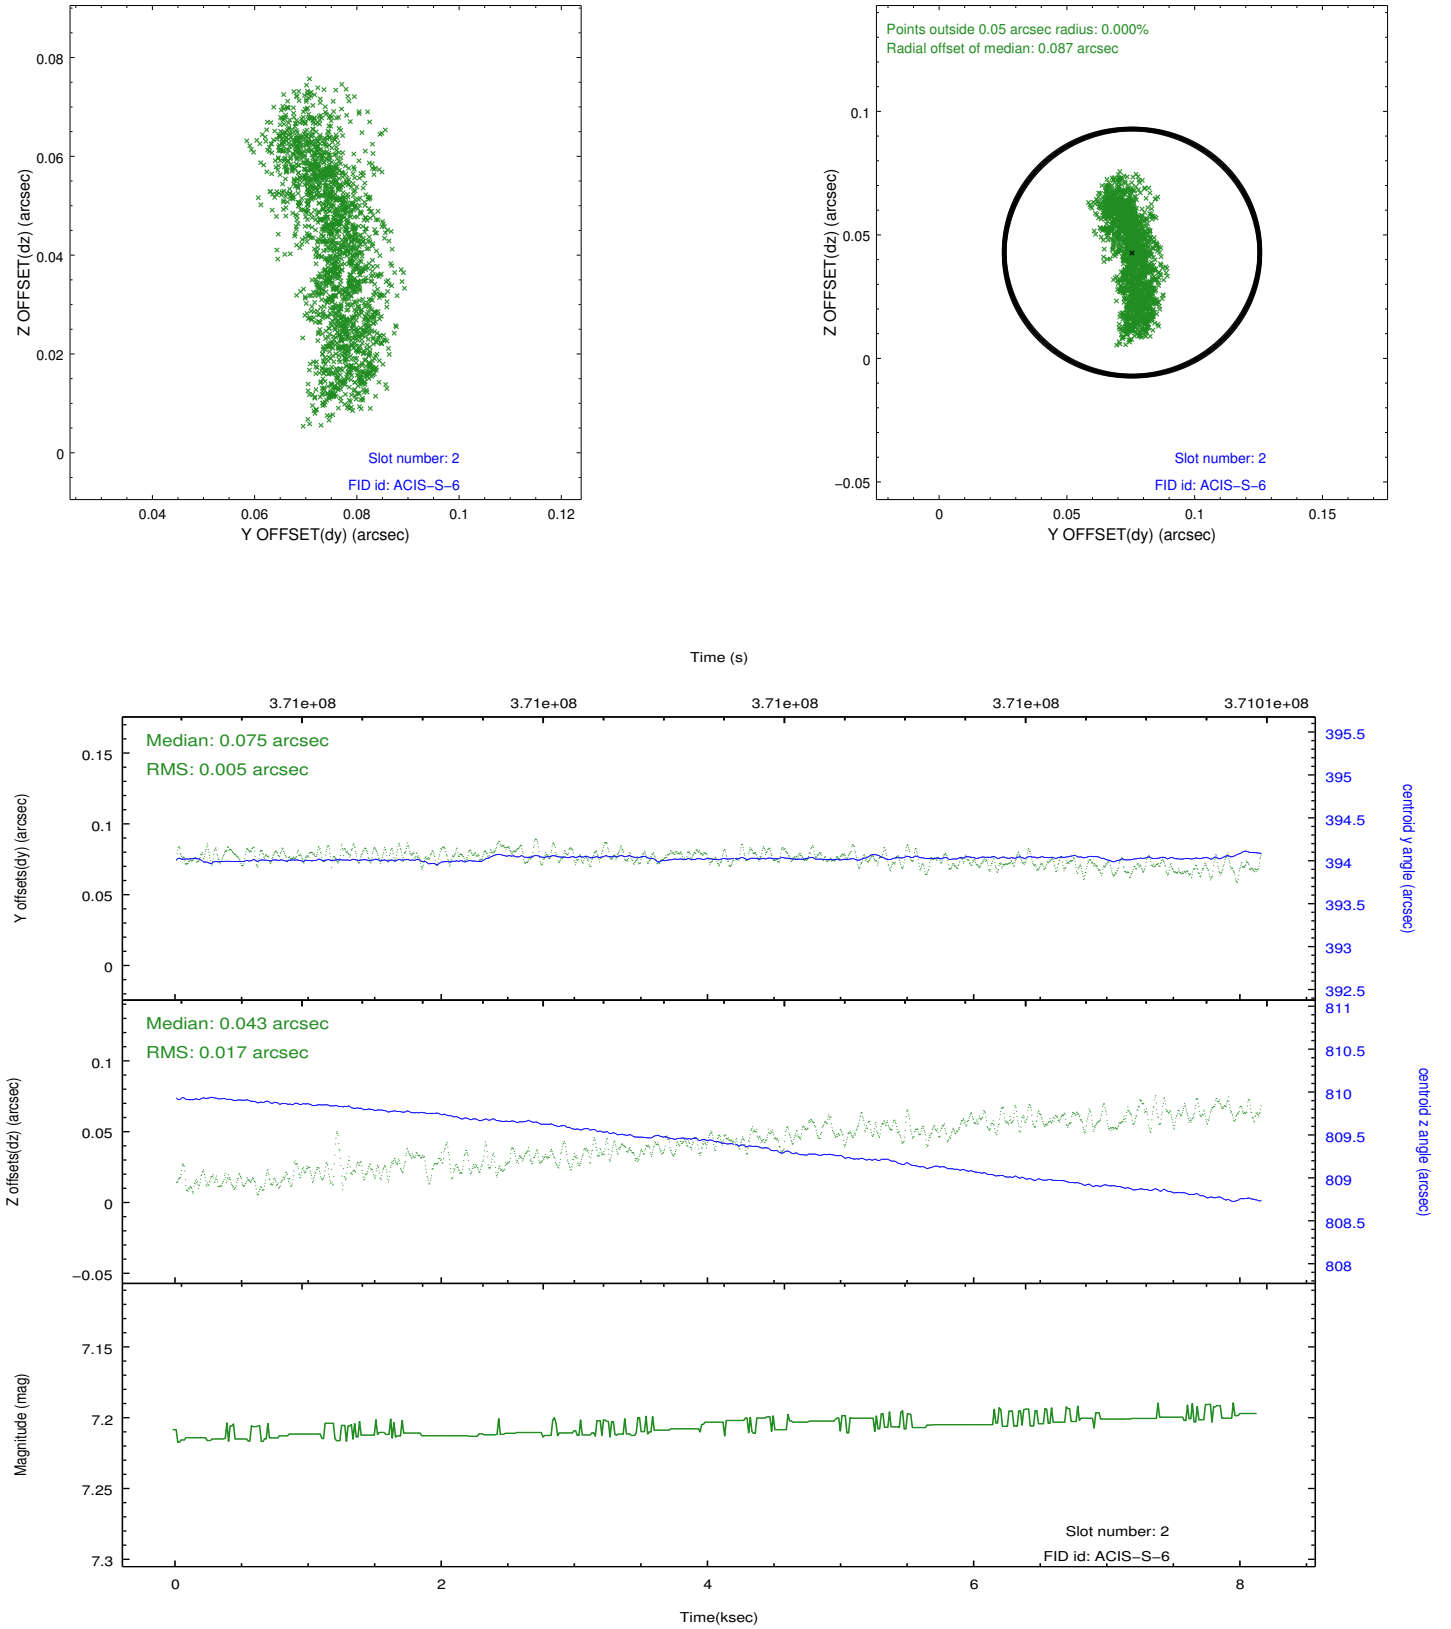 0.08
0.06
0.04
0.02
0
Z OFFSET(dz) (arcsec)
Slot number: 2
FID id: ACIS−S−6
0.04 0.06 0.08 0.1 0.12
Y OFFSET(dy) (arcsec)
Points outside 0.05 arcsec radius: 0.000%
Radial offset of median: 0.087 arcsec
0.1
0.05
0
−0.05
Z OFFSET(dz) (arcsec)
Slot number: 2
FID id: ACIS−S−6
0 0.05 0.1 0.15
Y OFFSET(dy) (arcsec)
Time (s)
3.71e+08 3.71e+08 3.71e+08 3.71e+08 3.7101e+08
Median: 0.075 arcsec
RMS: 0.005 arcsec
0.15
0.1
0.05
0
Y offsets(dy) (arcsec)
395.5
395
394.5
394
393.5
393
392.5
centroid y angle (arcsec)
Median: 0.043 arcsec
RMS: 0.017 arcsec
0.1
0.05
0
−0.05
Z offsets(dz) (arcsec)
811
810.5
810
809.5
809
808.5
808
centroid z angle (arcsec)
7.15
7.2
7.25
7.3
Magnitude (mag)
Slot number: 2
FID id: ACIS−S−6
0 2 4 6 8
Time(ksec)